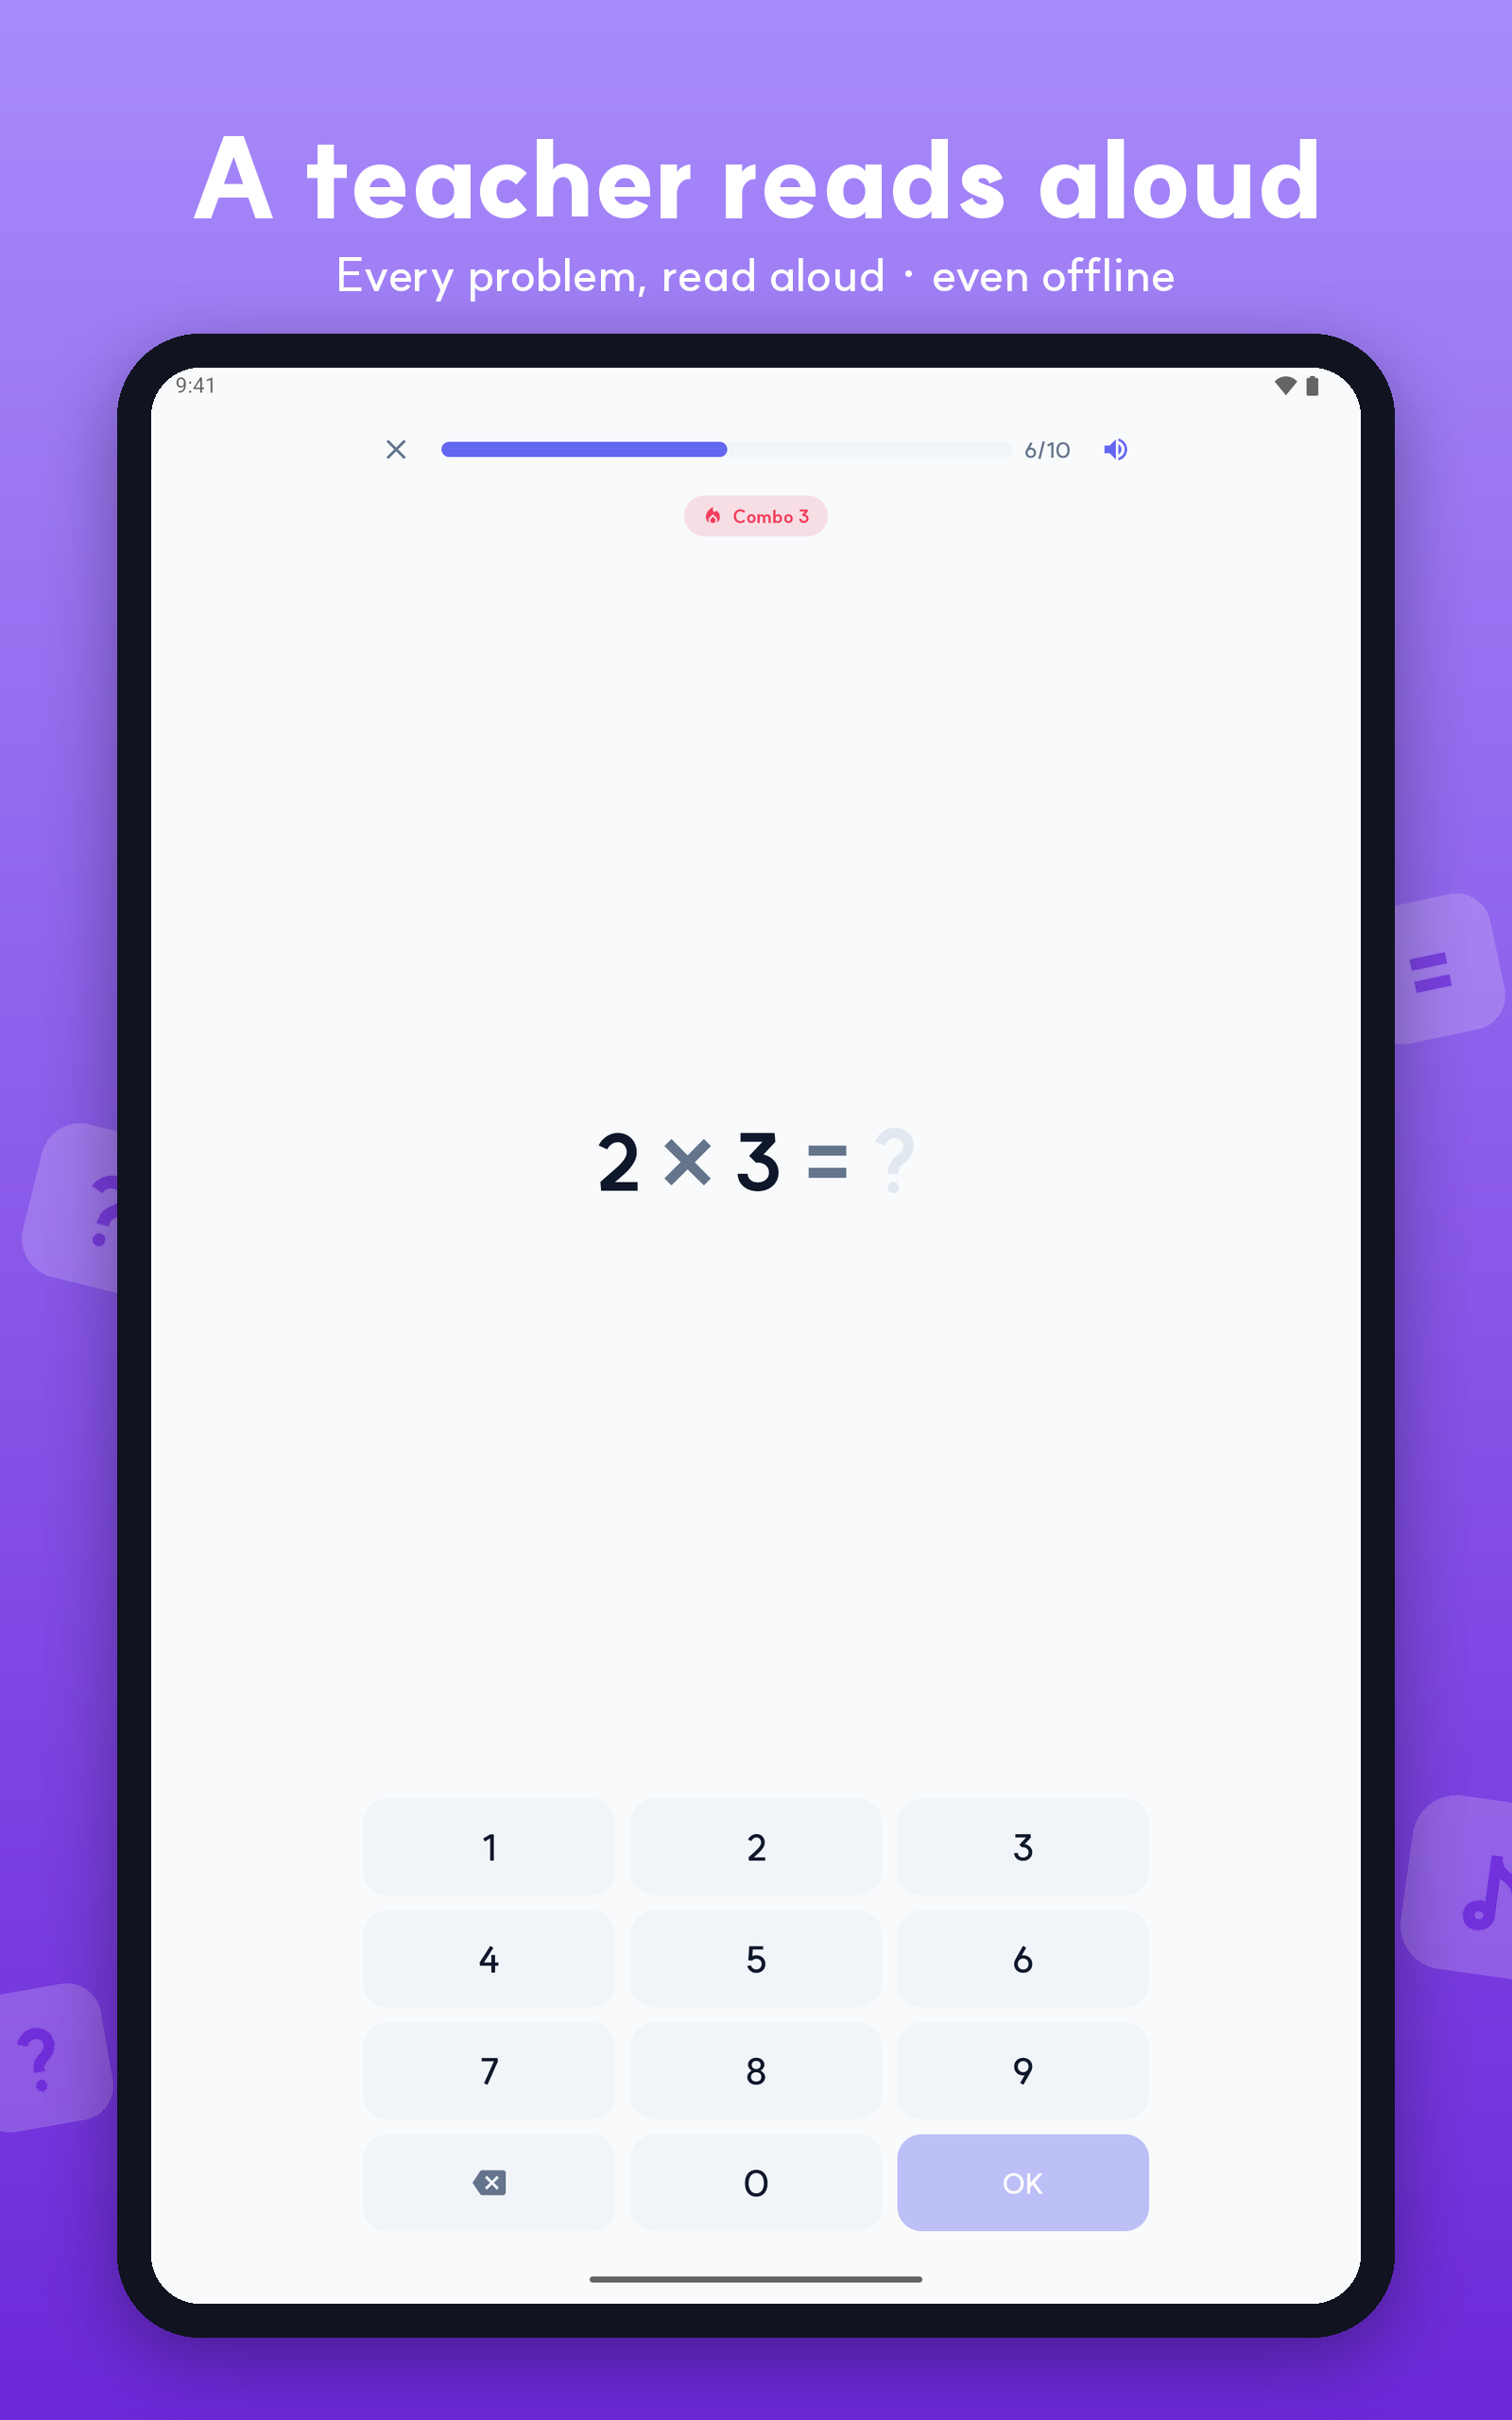 A teacher reads aloud
Every problem, read aloud · even offline
9:41
6/10
Combo 3
=
2 × 3 = ?
?
1 2 3
4 5 6
7 8 9
?
0 OK